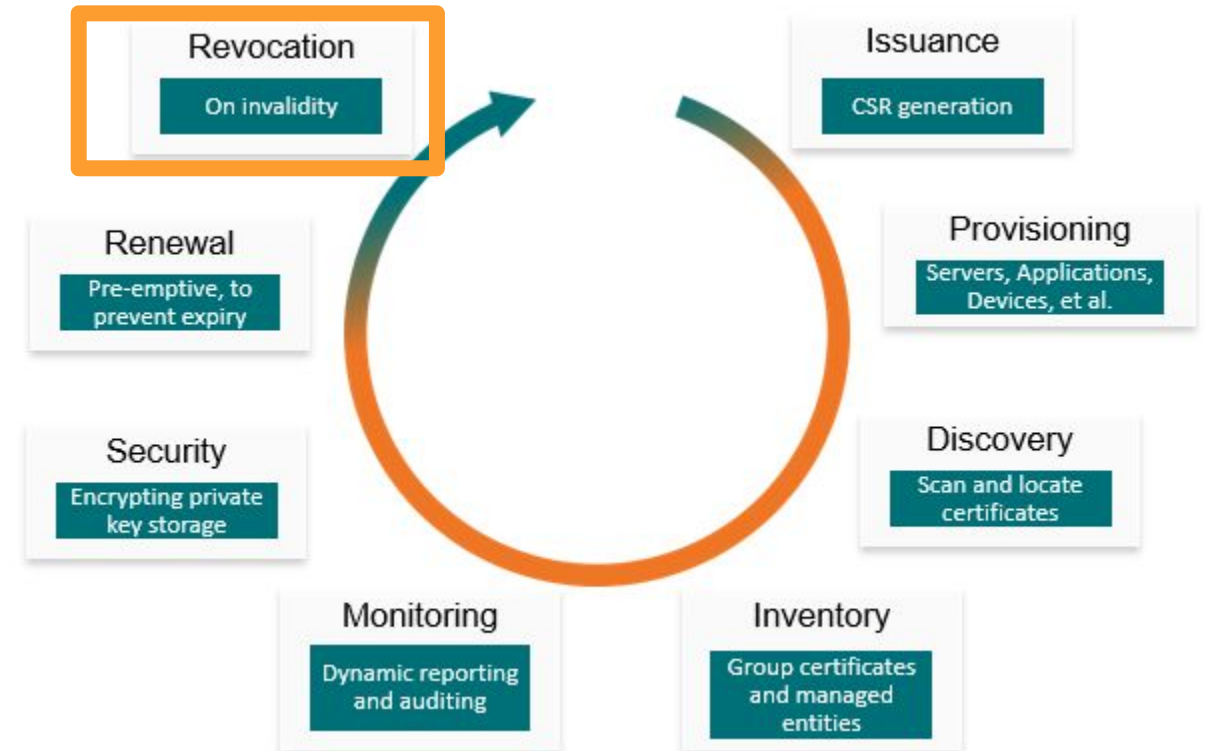 Revocation
On invalidity
Issuance
CSR generation
Renewal
Pre-emptive, to
prevent expiry
Provisioning
Servers, Applications,
Devices, et al.
Security
Encrypting private
key storage
Discovery
Scan and locate
certificates
Monitoring
Dynamic reporting
and auditing
Inventory
Group certificates
and managed
entities